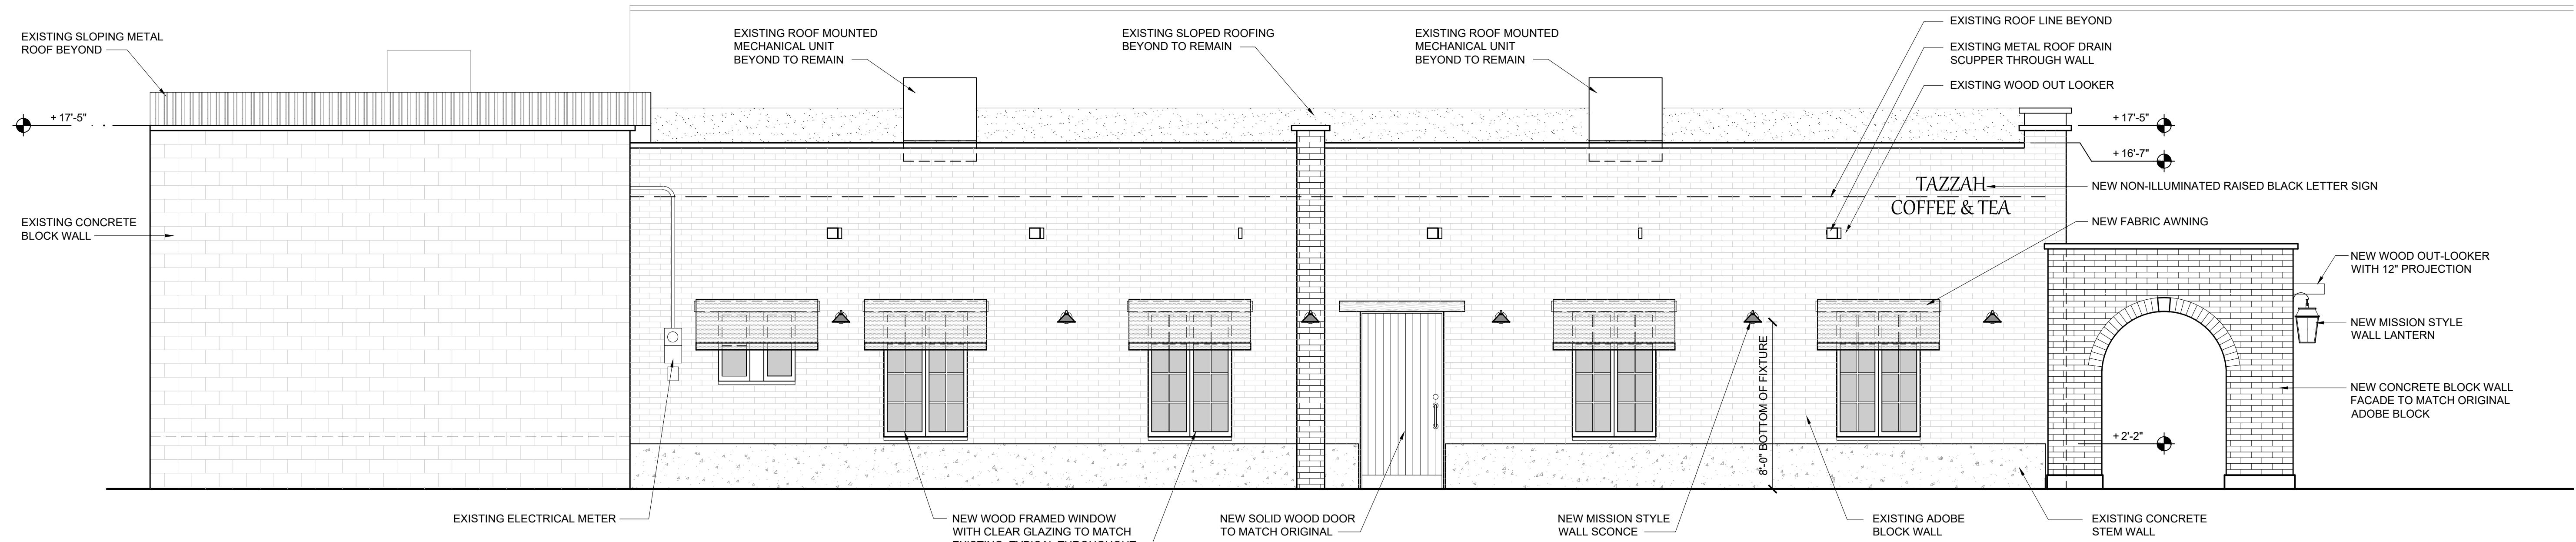 EXISTING SLOPING METAL
ROOF BEYOND
EXISTING ROOF MOUNTED
MECHANICAL UNIT
BEYOND TO REMAIN
EXISTING SLOPED ROOFING
BEYOND TO REMAIN
EXISTING ROOF MOUNTED
MECHANICAL UNIT
BEYOND TO REMAIN
EXISTING ROOF LINE BEYOND
EXISTING METAL ROOF DRAIN
SCUPPER THROUGH WALL
EXISTING WOOD OUT LOOKER
+ 17'-5"
+ 17'-5"
+ 16'-7"
TAZZAH
COFFEE & TEA
NEW NON-ILLUMINATED RAISED BLACK LETTER SIGN
EXISTING CONCRETE
BLOCK WALL
NEW FABRIC AWNING
NEW WOOD OUT-LOOKER
WITH 12" PROJECTION
NEW MISSION STYLE
WALL LANTERN
8'-0" BOTTOM OF FIXTURE
NEW CONCRETE BLOCK WALL
FACADE TO MATCH ORIGINAL
ADOBE BLOCK
+ 2'-2"
EXISTING ELECTRICAL METER
NEW WOOD FRAMED WINDOW
WITH CLEAR GLAZING TO MATCH
EXISTING, TYPICAL THROUGHOUT
NEW SOLID WOOD DOOR
TO MATCH ORIGINAL
NEW MISSION STYLE
WALL SCONCE
EXISTING ADOBE
BLOCK WALL
EXISTING CONCRETE
STEM WALL